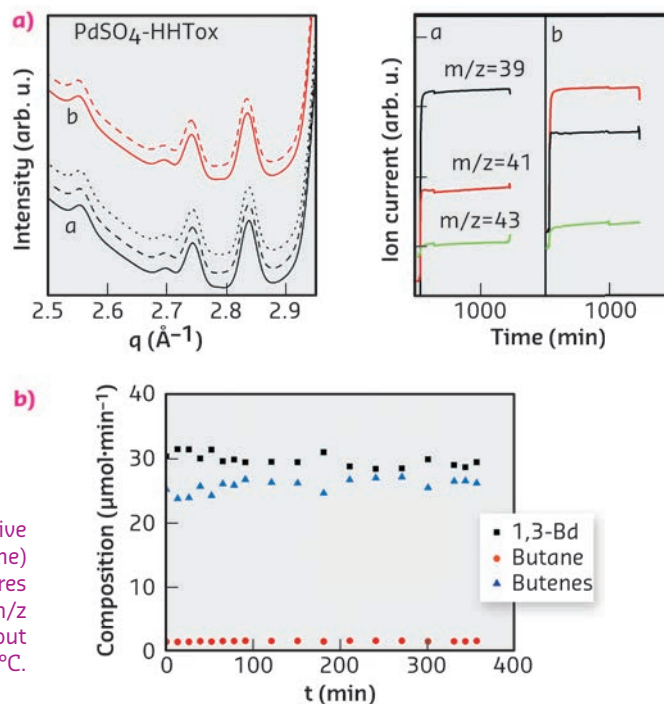 a)
PdSO₄-HHTox
b
a
Intensity (arb. u.)
2.5 2.6 2.7 2.8 2.9
q (Å⁻¹)
a
b
m/z=39
m/z=41
m/z=43
Ion current (arb. u.)
1000 1000
Time (min)
b)
40
30
20
10
0
Composition (µmol·min⁻¹)
0 100 200 300 400
t (min)
1,3-Bd
Butane
Butenes
ive
ne)
res
n/z
out
°C.